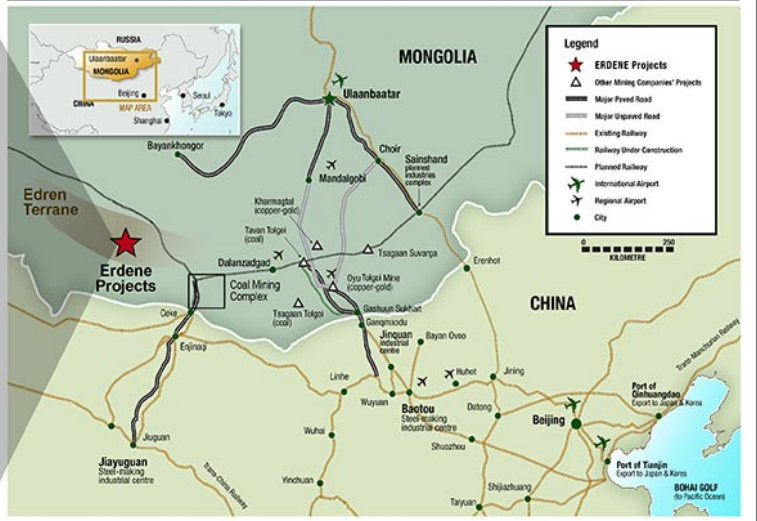 RUSSIA
Ulaanbaatar
MONGOLIA
Beijing
Seoul
CHINA
MAP AREA
Tokyo
Shanghai
MONGOLIA
Ulaanbaatar
Bayankhongor
Choir
Sainshand
planned
industries
complex
Mandalgobi
Edren
Terrane
Kharmagtai
(copper-gold)
Tavan Tolgoi
(coal)
Tsagaan Suvarga
Dalanzadgad
Erdene
Projects
Coal Mining
Complex
Oyu Tolgoi Mine
(copper-gold)
Erenhot
Tsagaan Tolgoi
(coal)
Gashuun Sukhait
Ganqmaodu
Ceke
Enjinaqi
CHINA
Jinquan
industrial
centre
Bayan Ovoo
Linhe
Huhot
Jining
Wuyuan
Baotou
Steel-making
industrial centre
Datong
Beijing
Port of
Qinhuangdao
Export to Japan & Korea
Trans-Manchurian Railway
Jiuguan
Jiayuguan
Steel-making
industrial centre
Trans-China Railway
Wuhai
Shuozhou
Port of Tianjin
Export to Japan & Korea
Yinchuan
Shijiazhuang
Taiyuan
BOHAI GOLF
(to Pacific Ocean)
Legend
ERDENE Projects
Other Mining Companies' Projects
Major Paved Road
Major Unpaved Road
Existing Railway
Railway Under Construction
Planned Railway
International Airport
Regional Airport
City
0 250
KILOMETRE